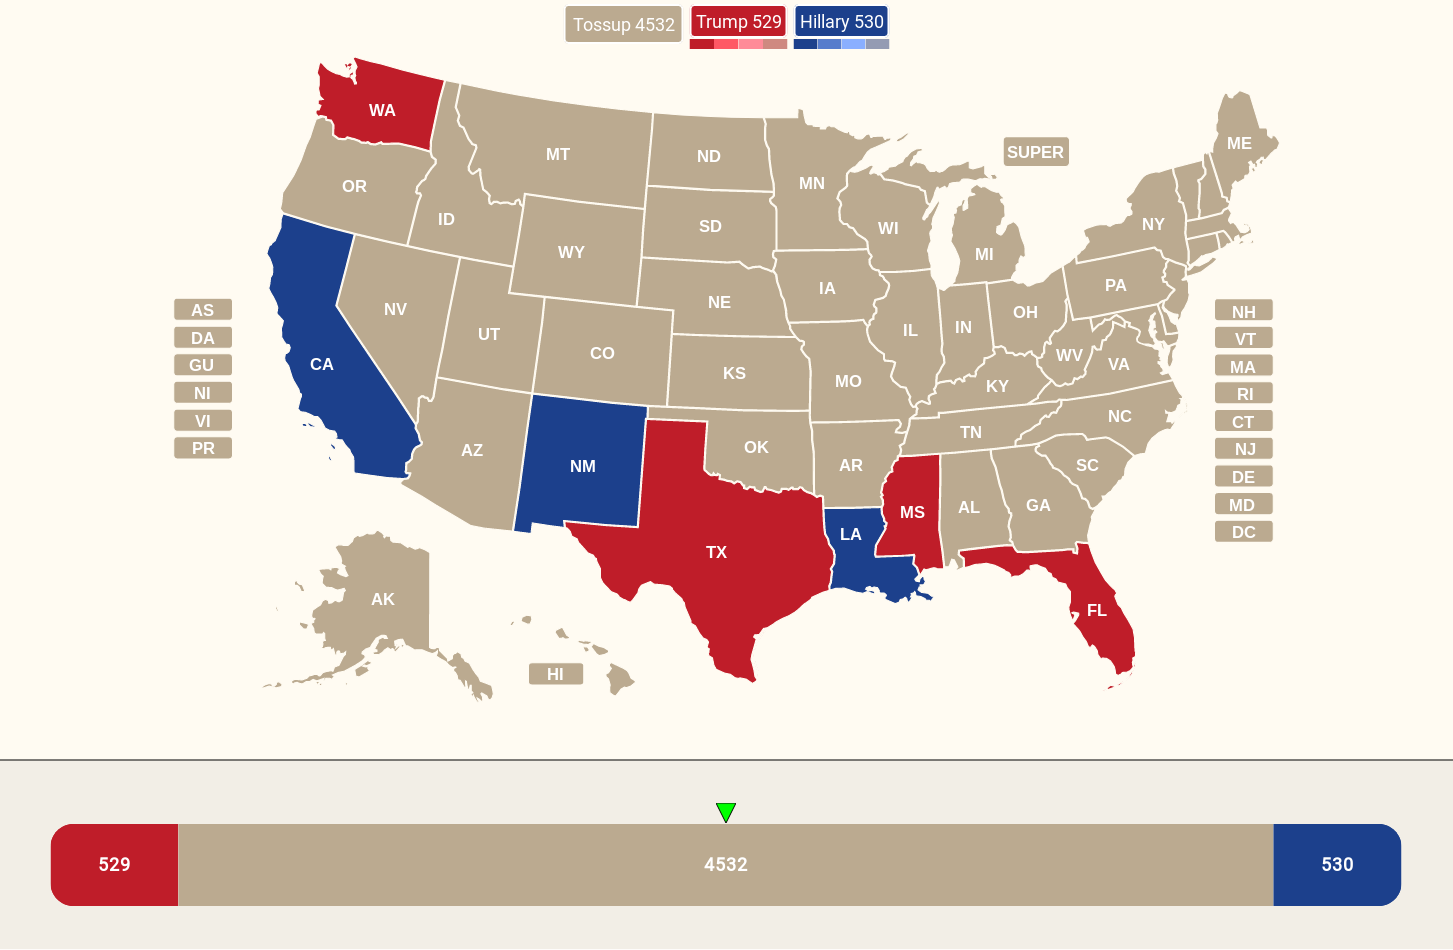 Tossup 4532
Trump 529
Hillary 530
WA
MT
ND
MN
SUPER
ME
OR
ID
SD
WI
NY
WY
MI
PA
AS
NV
NE
IA
OH
NH
DA
UT
IL
IN
VT
GU
CA
CO
KS
MO
WV
VA
MA
NI
KY
RI
VI
NC
CT
PR
AZ
NM
OK
AR
TN
SC
NJ
DE
TX
LA
MS
AL
GA
MD
DC
AK
HI
FL
529
4532
530